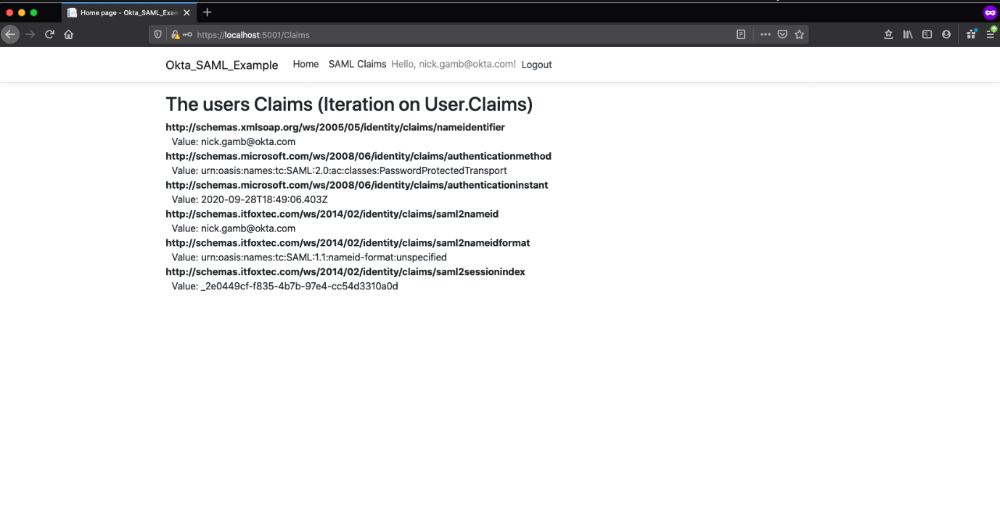 Home page - Okta_SAML_Exam
https://localhost:5001/Claims
Okta_SAML_Example Home SAML Claims Hello, nick.gamb@okta.com! Logout
The users Claims (Iteration on User.Claims)
http://schemas.xmlsoap.org/ws/2005/05/identity/claims/nameidentifier
Value: nick.gamb@okta.com
http://schemas.microsoft.com/ws/2008/06/identity/claims/authenticationmethod
Value: urn:oasis:names:tc:SAML:2.0:ac:classes:PasswordProtectedTransport
http://schemas.microsoft.com/ws/2008/06/identity/claims/authenticationinstant
Value: 2020-09-28T18:49:06.403Z
http://schemas.itfoxtec.com/ws/2014/02/identity/claims/saml2nameid
Value: nick.gamb@okta.com
http://schemas.itfoxtec.com/ws/2014/02/identity/claims/saml2nameidformat
Value: urn:oasis:names:tc:SAML:1.1:nameid-format:unspecified
http://schemas.itfoxtec.com/ws/2014/02/identity/claims/saml2sessionindex
Value: _2e0449cf-f835-4b7b-97e4-cc54d3310a0d